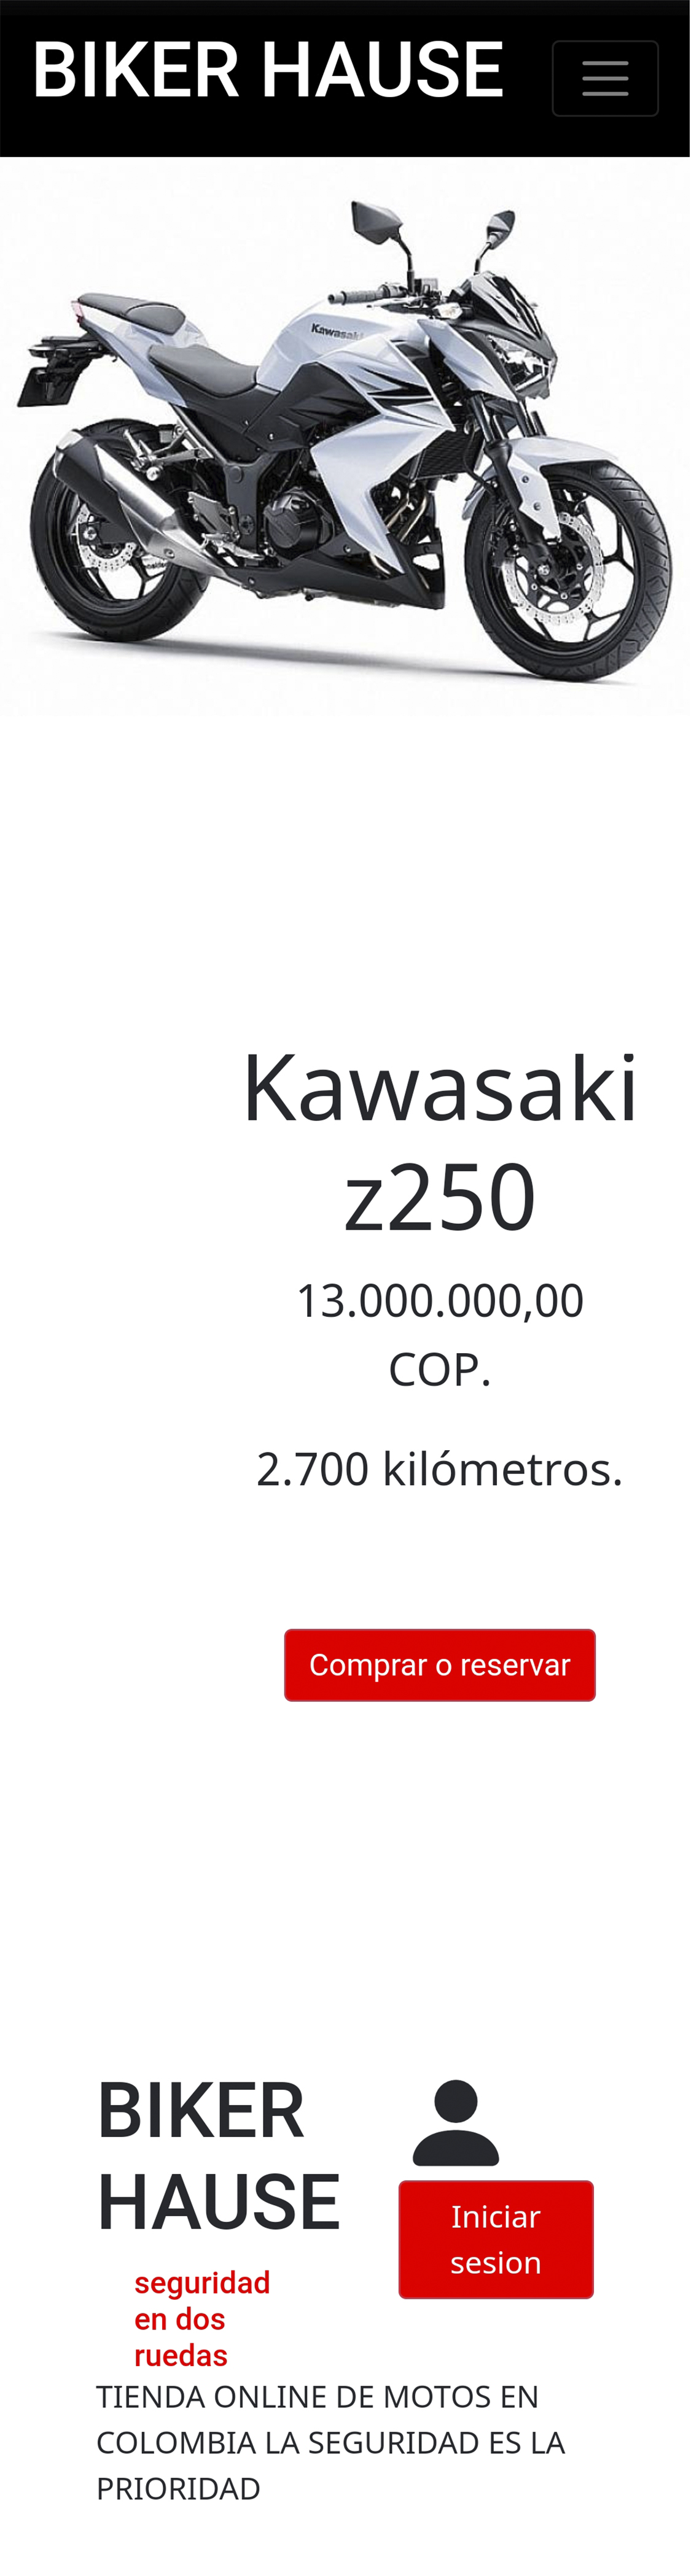 BIKER HAUSE
Kawasaki
Kawasaki
z250
13.000.000,00
COP.
2.700 kilómetros.
Comprar o reservar
BIKER
HAUSE
seguridad
en dos
ruedas
Iniciar
sesion
TIENDA ONLINE DE MOTOS EN
COLOMBIA LA SEGURIDAD ES LA
PRIORIDAD